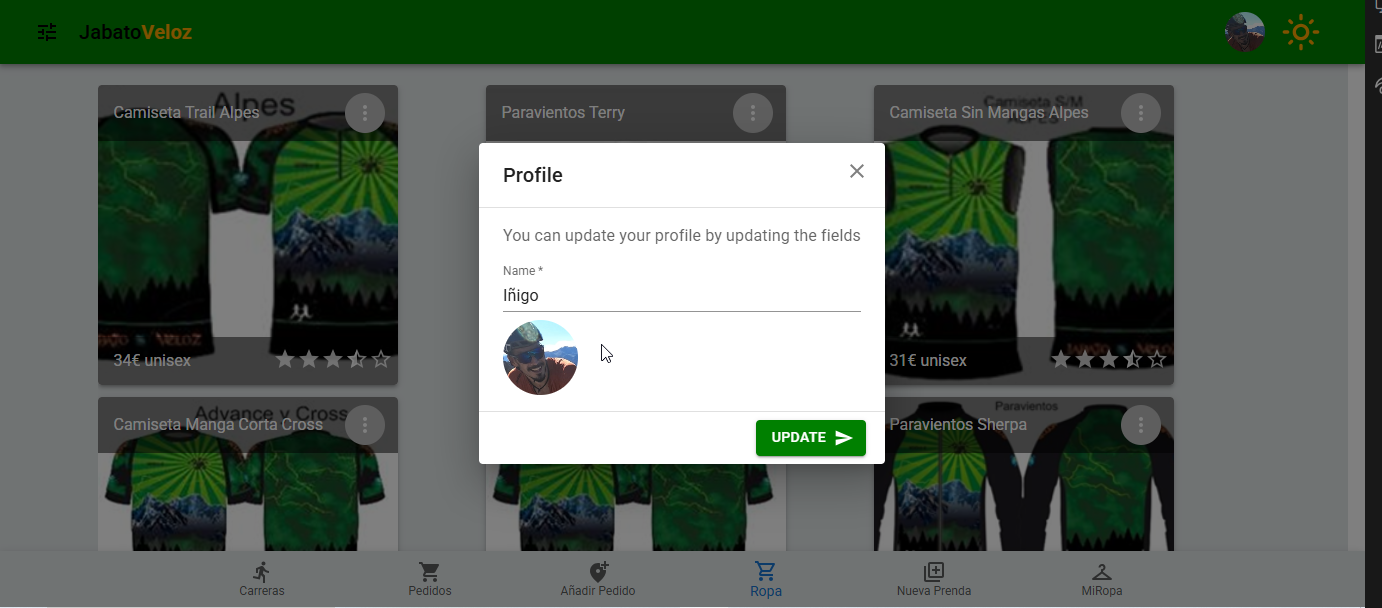 JabatoVeloz
Alpes
Camiseta Trail Alpes
34€ unisex
Paravientos Terry
Camiseta S/M
ALPES
Camiseta Sin Mangas Alpes
31€ unisex
Profile
You can update your profile by updating the fields
Name *
Iñigo
UPDATE
Advance y Cross
Camiseta Manga Corta Cross
Paravientos
Paravientos Sherpa
Carreras
Pedidos
Añadir Pedido
Ropa
Nueva Prenda
MiRopa